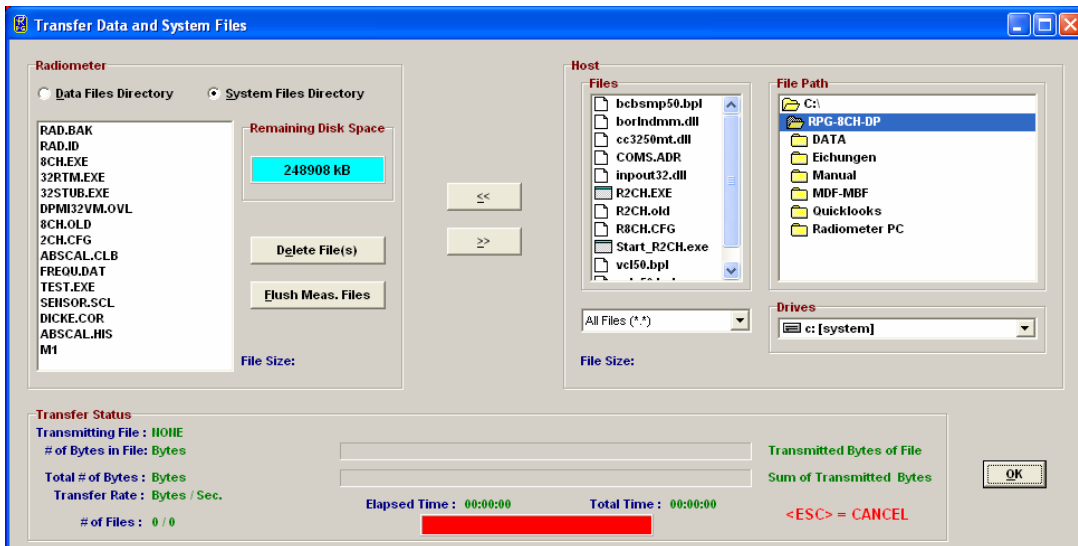 Transfer Data and System Files
Radiometer
Data Files Directory
System Files Directory
RAD.BAK
RAD.ID
8CH.EXE
32RTM.EXE
32STUB.EXE
DPMI32VM.OVL
8CH.OLD
2CH.CFG
ABSCAL.CLB
FREQU.DAT
TEST.EXE
SENSOR.SCL
DICKE.COR
ABSCAL.HIS
M1
Remaining Disk Space
248908 kB
Delete File(s)
Flush Meas. Files
File Size:
<<
>>
Host
Files
bcbsmp50.bpl
borlndmm.dll
cc3250mt.dll
COMS.ADR
inpout32.dll
R2CH.EXE
R2CH.old
R8CH.CFG
Start_R2CH.exe
vcl50.bpl
All Files (*.*)
File Size:
File Path
C:\
RPG-8CH-DP
DATA
Eichungen
Manual
MDF-MBF
Quicklooks
Radiometer PC
Drives
c: [system]
Transfer Status
Transmitting File : NONE
# of Bytes in File: Bytes
Transmitted Bytes of File
Total # of Bytes : Bytes
Sum of Transmitted Bytes
Transfer Rate : Bytes / Sec.
Elapsed Time : 00:00:00
Total Time : 00:00:00
# of Files : 0 / 0
<ESC> = CANCEL
OK